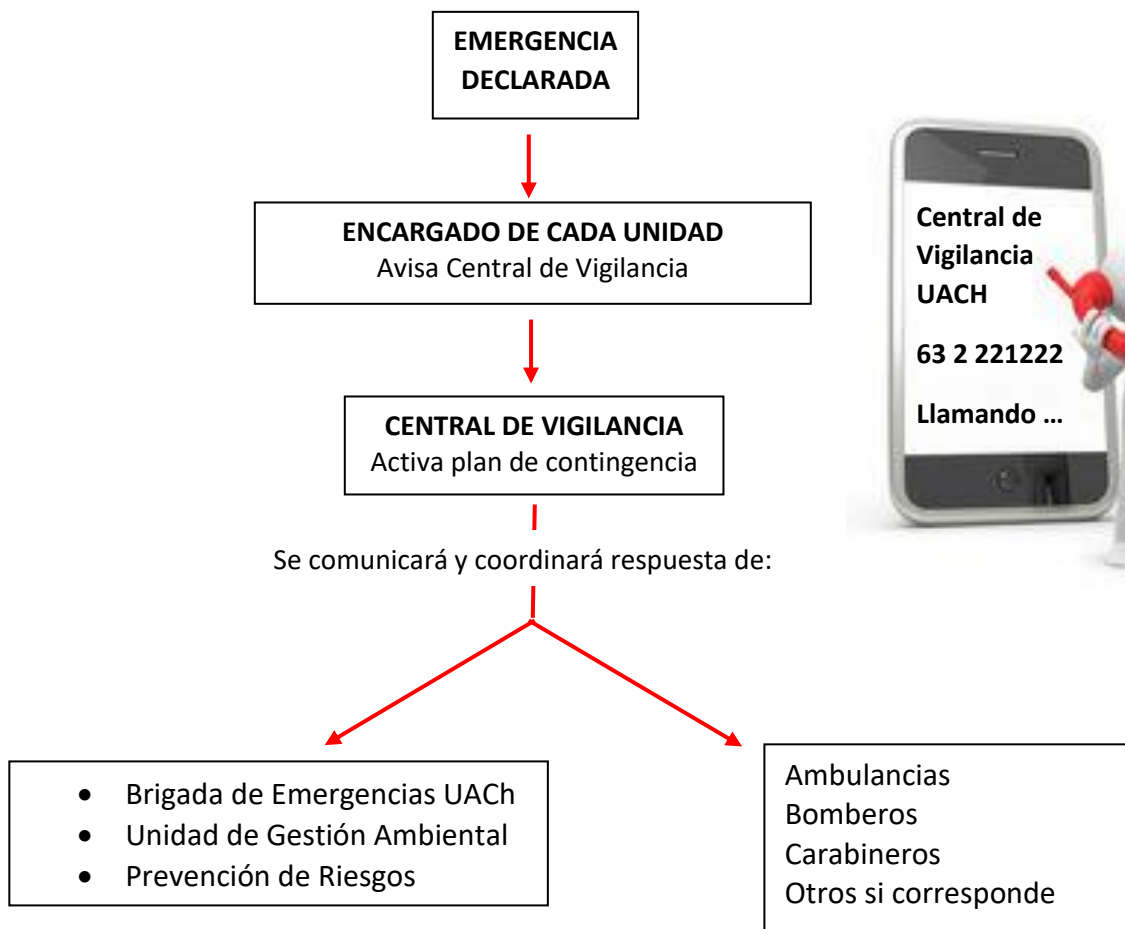 EMERGENCIA
DECLARADA
ENCARGADO DE CADA UNIDAD
Avisa Central de Vigilancia
Central de
Vigilancia
UACH
63 2 221222
Llamando ...
CENTRAL DE VIGILANCIA
Activa plan de contingencia
Se comunicará y coordinará respuesta de:
• Brigada de Emergencias UACh
• Unidad de Gestión Ambiental
• Prevención de Riesgos
Ambulancias
Bomberos
Carabineros
Otros si corresponde